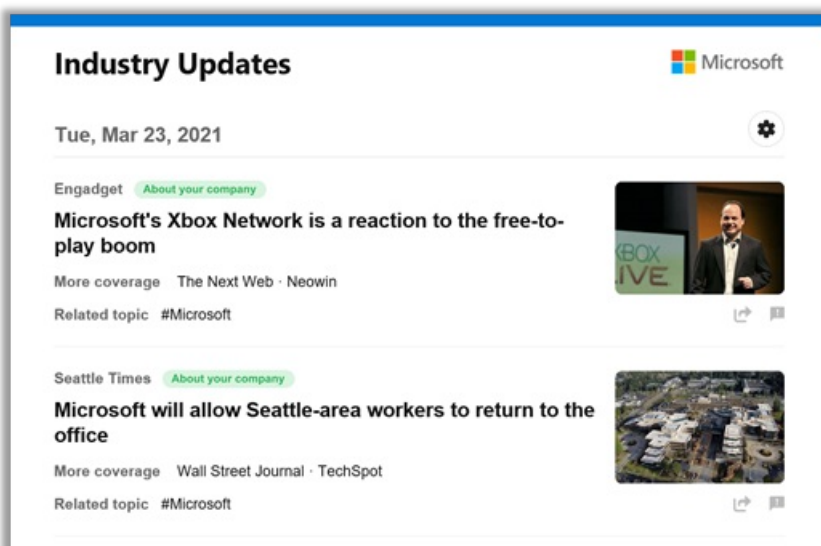 Industry Updates
Microsoft
Tue, Mar 23, 2021
Engadget About your company
Microsoft's Xbox Network is a reaction to the free-to-
play boom
More coverage The Next Web · Neowin
Related topic #Microsoft
XBOX
LIVE
Seattle Times About your company
Microsoft will allow Seattle-area workers to return to the
office
More coverage Wall Street Journal · TechSpot
Related topic #Microsoft